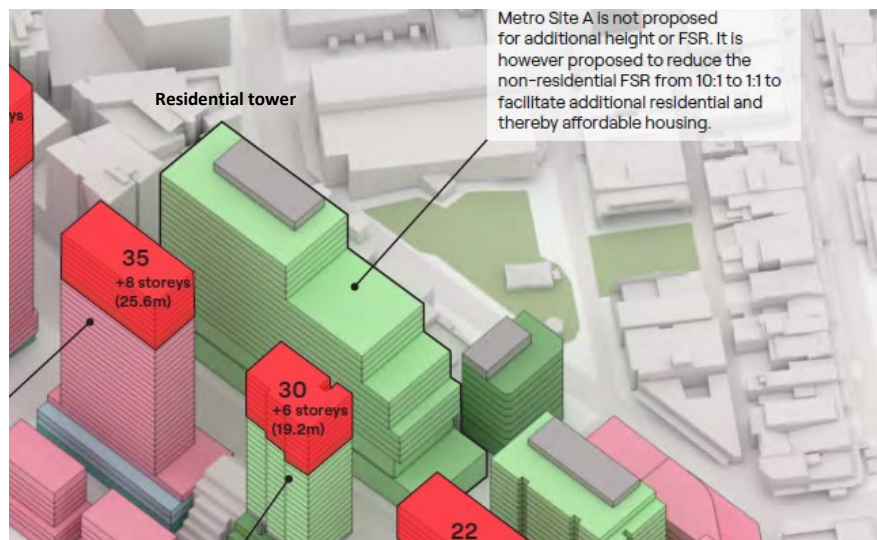 Metro Site A is not proposed
for additional height or FSR. It is
however proposed to reduce the
non-residential FSR from 10:1 to 1:1 to
facilitate additional residential and
thereby affordable housing.
Residential tower
ys
35
+8 storeys
(25.6m)
30
+6 storeys
(19.2m)
22